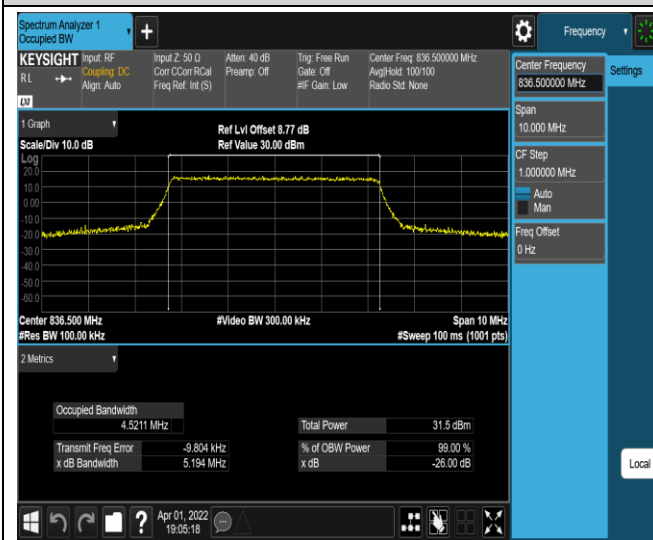 Spectrum Analyzer 1
Occupied BW
+
Frequency
KEYSIGHT
RL
LXI
Input: RF
Coupling: DC
Align: Auto
Input Z: 50 Ω
Corr CCorr RCal
Freq Ref: Int (S)
Atten: 40 dB
Preamp: Off
Trig: Free Run
Gate: Off
#IF Gain: Low
Center Freq: 836.500000 MHz
Avg|Hold: 100/100
Radio Std: None
Center Frequency
836.500000 MHz
Settings
Span
10.000 MHz
CF Step
1.000000 MHz
Auto
Man
Freq Offset
0 Hz
1 Graph
Scale/Div 10.0 dB
Ref Lvl Offset 8.77 dB
Ref Value 30.00 dBm
Log
20.0
10.0
0.00
-10.0
-20.0
-30.0
-40.0
-50.0
-60.0
Center 836.500 MHz
#Video BW 300.00 kHz
Span 10 MHz
#Res BW 100.00 kHz
#Sweep 100 ms (1001 pts)
2 Metrics
Occupied Bandwidth
4.5211 MHz
Total Power 31.5 dBm
Transmit Freq Error -9.804 kHz
% of OBW Power 99.00 %
x dB Bandwidth 5.194 MHz
x dB -26.00 dB
Local
?
Apr 01, 2022
19:05:18